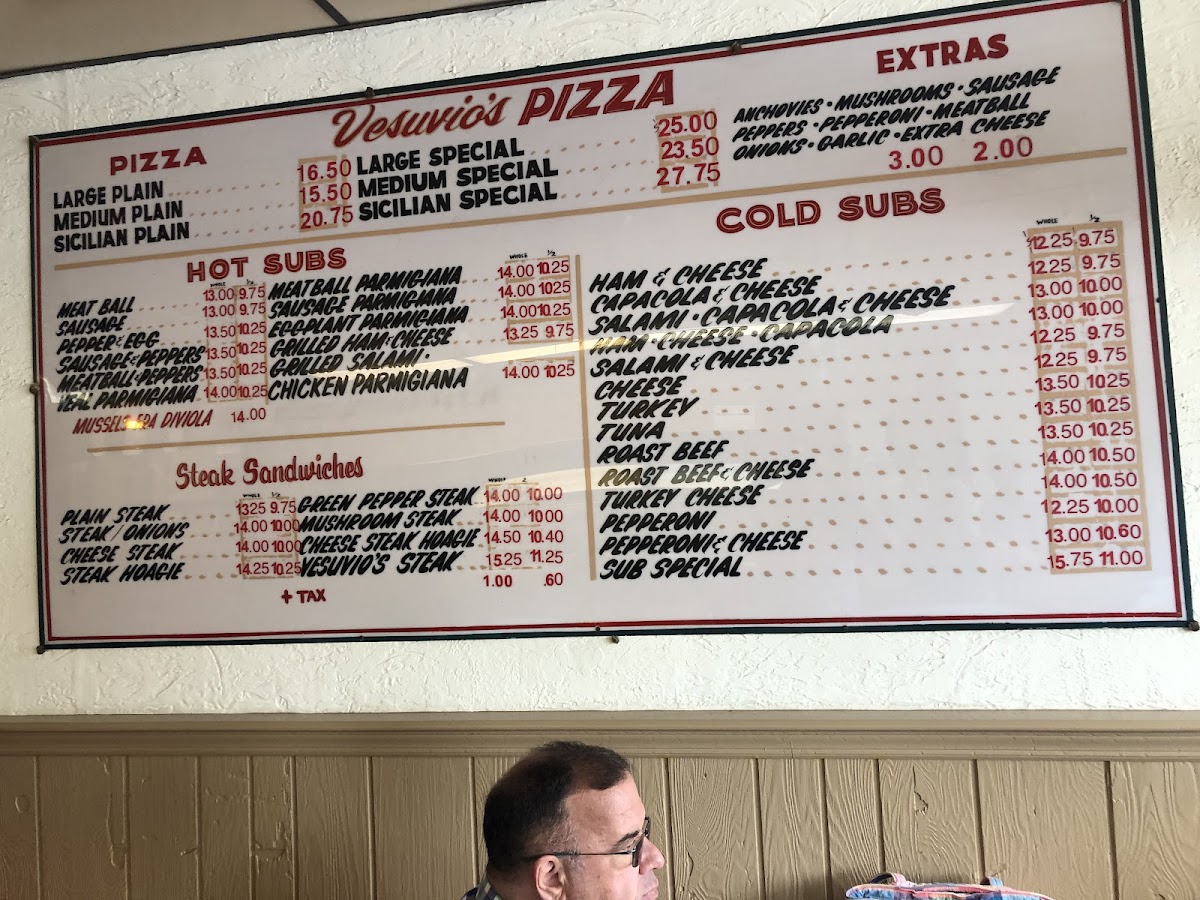 Vesuvio's PIZZA
PIZZA
LARGE PLAIN 16.50
MEDIUM PLAIN 15.50
SICILIAN PLAIN 20.75
LARGE SPECIAL 25.00
MEDIUM SPECIAL 23.50
SICILIAN SPECIAL 27.75
EXTRAS
ANCHOVIES • MUSHROOMS • SAUSAGE
PEPPERS • PEPPERONI • MEATBALL
ONIONS • GARLIC • EXTRA CHEESE
3.00 2.00
HOT SUBS
WHOLE 1/2
MEAT BALL 13.00 9.75
SAUSAGE 13.00 9.75
PEPPER & EGG 13.50 10.25
SAUSAGE & PEPPERS 13.50 10.25
MEATBALL & PEPPERS 13.50 10.25
VEAL PARMIGIANA 14.00 10.25
MUSSELS FRA DIVIOLA 14.00
WHOLE 1/2
MEATBALL PARMIGIANA 14.00 10.25
SAUSAGE PARMIGIANA 14.00 10.25
EGGPLANT PARMIGIANA 14.00 10.25
GRILLED HAM & CHEESE 13.25 9.75
GRILLED SALAMI •
CHICKEN PARMIGIANA 14.00 10.25
Steak Sandwiches
WHOLE 1/2
PLAIN STEAK 13.25 9.75
STEAK / ONIONS 14.00 10.00
CHEESE STEAK 14.00 10.00
STEAK HOAGIE 14.25 10.25
WHOLE 2
GREEN PEPPER STEAK 14.00 10.00
MUSHROOM STEAK 14.00 10.00
CHEESE STEAK HOAGIE 14.50 10.40
VESUVIO'S STEAK 15.25 11.25
1.00 .60
+ TAX
COLD SUBS
WHOLE 1/2
HAM & CHEESE 12.25 9.75
CAPACOLA & CHEESE 12.25 9.75
SALAMI • CAPACOLA & CHEESE 13.00 10.00
HAM • CHEESE • CAPACOLA 13.00 10.00
SALAMI & CHEESE 12.25 9.75
CHEESE 12.25 9.75
TURKEY 13.50 10.25
TUNA 13.50 10.25
ROAST BEEF 13.50 10.25
ROAST BEEF & CHEESE 14.00 10.50
TURKEY CHEESE 14.00 10.50
PEPPERONI 12.25 10.00
PEPPERONI & CHEESE 13.00 10.60
SUB SPECIAL 15.75 11.00